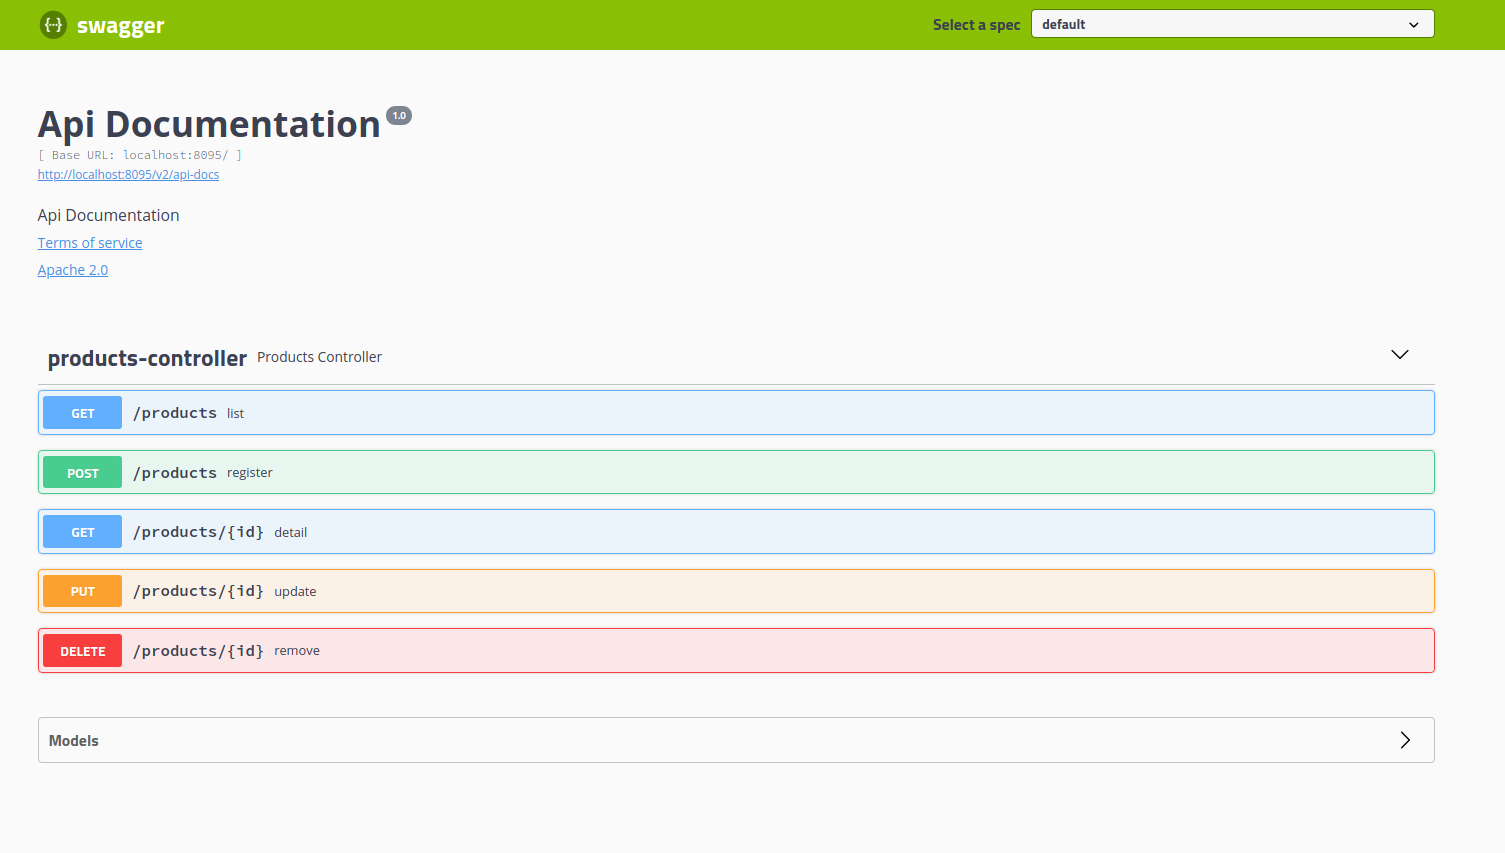 {···} swagger Select a spec default
Api Documentation 1.0
[ Base URL: localhost:8095/ ]
http://localhost:8095/v2/api-docs
Api Documentation
Terms of service
Apache 2.0
products-controller Products Controller
GET /products list
POST /products register
GET /products/{id} detail
PUT /products/{id} update
DELETE /products/{id} remove
Models